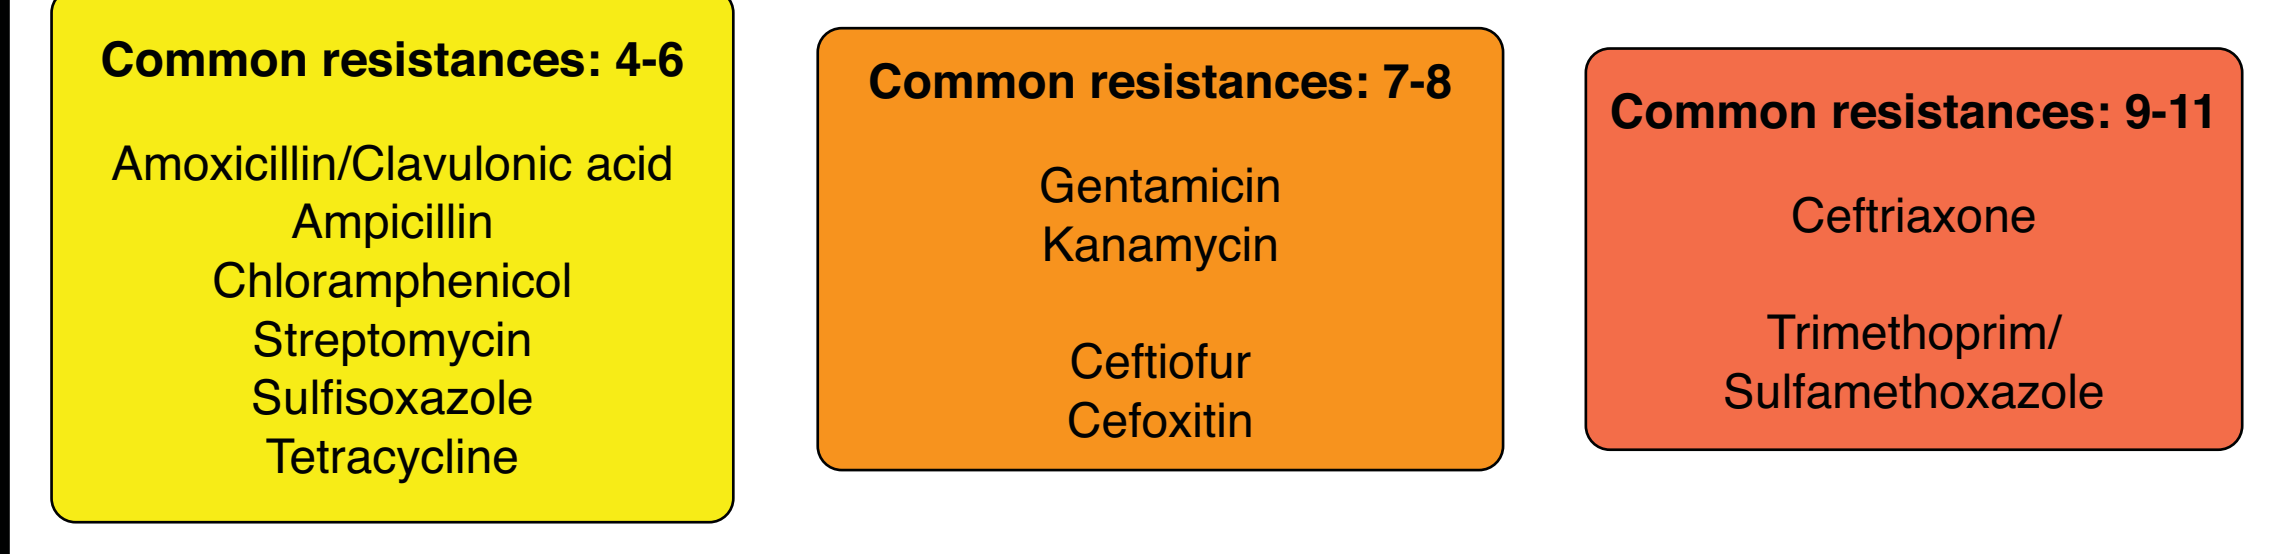 Common resistances: 4-6
Amoxicillin/Clavulonic acid
Ampicillin
Chloramphenicol
Streptomycin
Sulfisoxazole
Tetracycline
Common resistances: 7-8
Gentamicin
Kanamycin
Ceftiofur
Cefoxitin
Common resistances: 9-11
Ceftriaxone
Trimethoprim/
Sulfamethoxazole